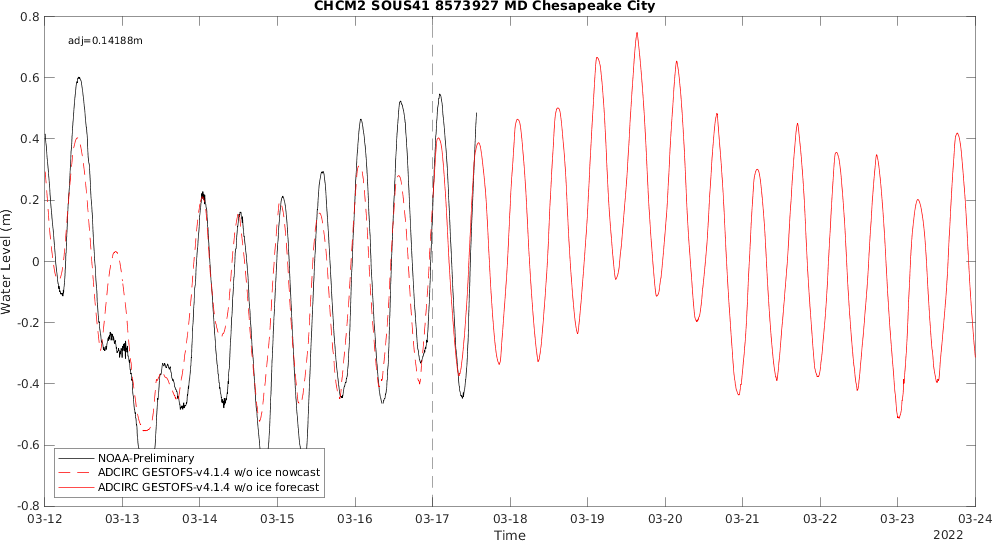 CHCM2 SOUS41 8573927 MD Chesapeake City
adj=0.14188m
0.8
0.6
0.4
0.2
0
-0.2
-0.4
-0.6
-0.8
Water Level (m)
NOAA-Preliminary
ADCIRC GESTOFS-v4.1.4 w/o ice nowcast
ADCIRC GESTOFS-v4.1.4 w/o ice forecast
03-12 03-13 03-14 03-15 03-16 03-17 03-18 03-19 03-20 03-21 03-22 03-23 03-24
Time
2022